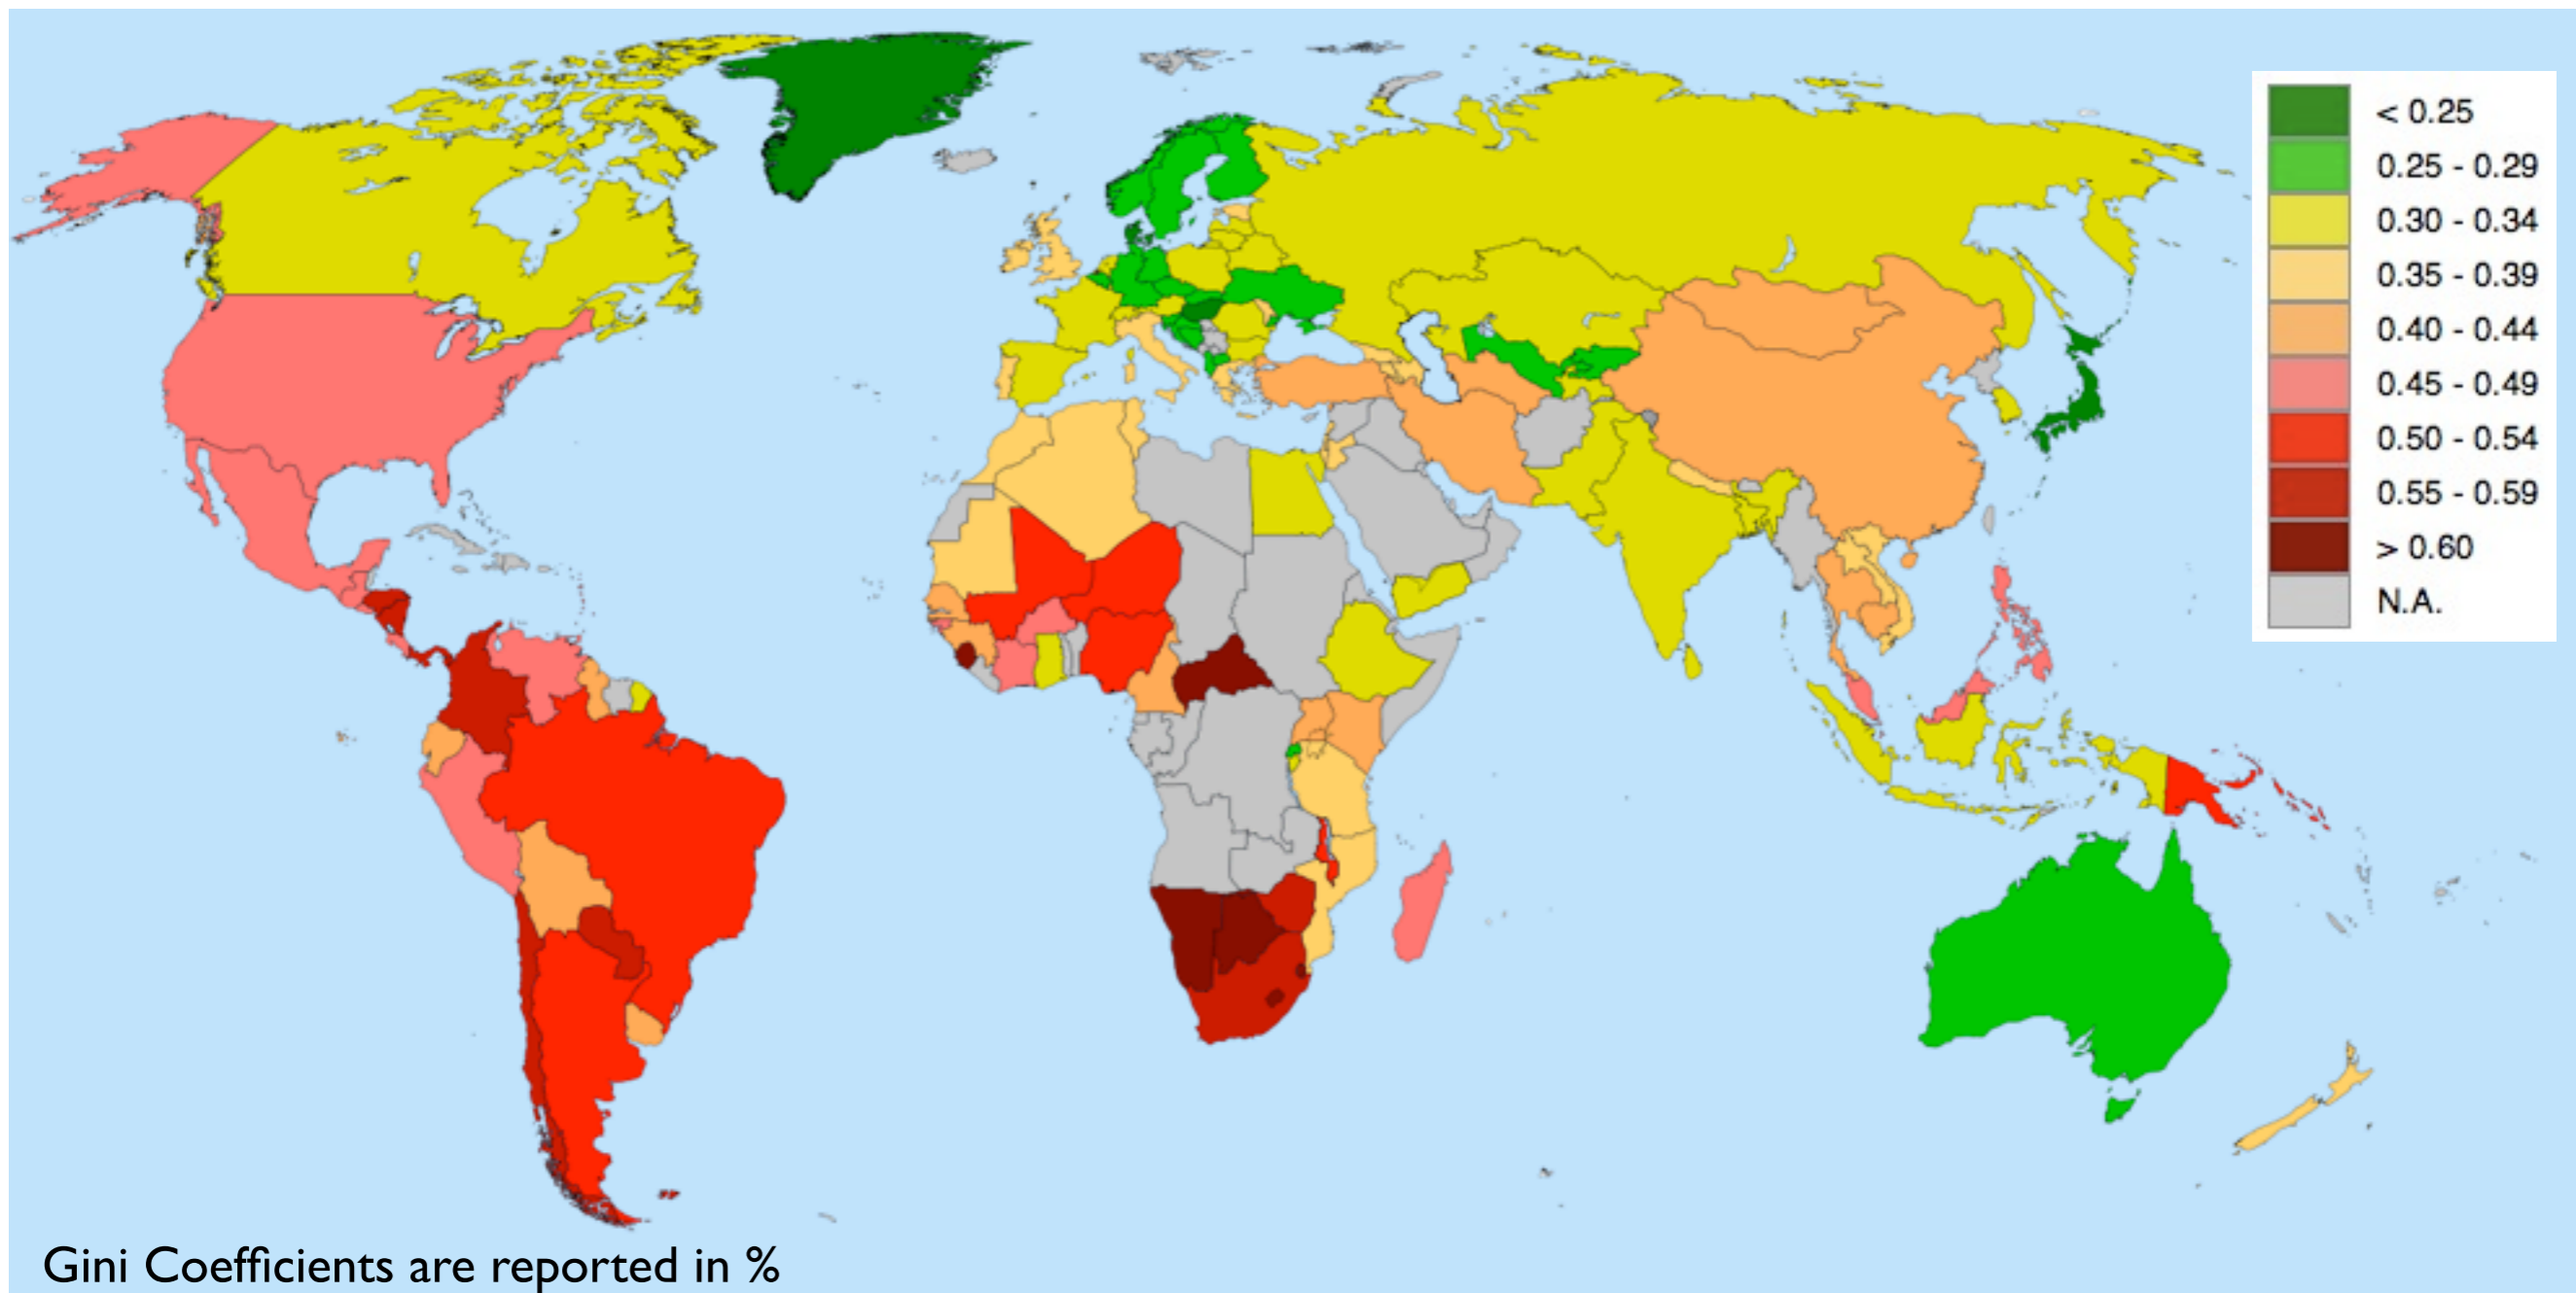 < 0.25
0.25 - 0.29
0.30 - 0.34
0.35 - 0.39
0.40 - 0.44
0.45 - 0.49
0.50 - 0.54
0.55 - 0.59
> 0.60
N.A.
Gini Coefficients are reported in %